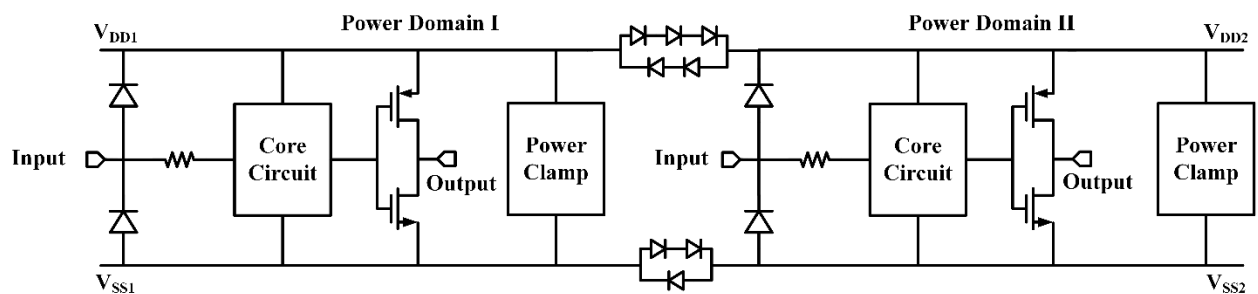 Power Domain I
Power Domain II
VDD1
VDD2
Input
Core
Circuit
Output
Power
Clamp
Input
Core
Circuit
Output
Power
Clamp
VSS1
VSS2